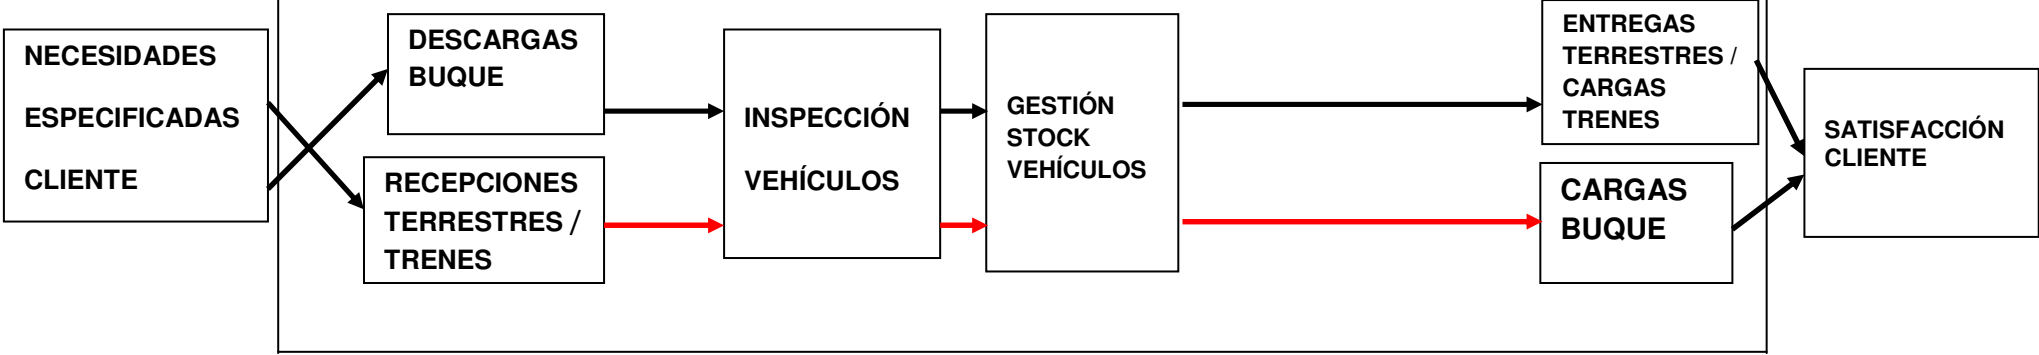 NECESIDADES
ESPECIFICADAS
CLIENTE
DESCARGAS
BUQUE
RECEPCIONES
TERRESTRES /
TRENES
INSPECCIÓN
VEHÍCULOS
GESTIÓN
STOCK
VEHÍCULOS
ENTREGAS
TERRESTRES /
CARGAS
TRENES
CARGAS
BUQUE
SATISFACCIÓN
CLIENTE